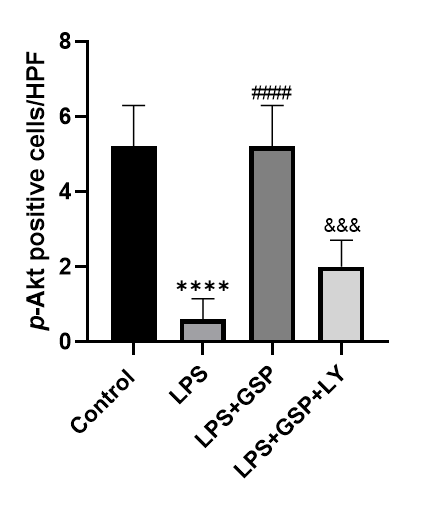 p-Akt positive cells/HPF
8
6
4
2
0
####
&&&
****
Control
LPS
LPS+GSP
LPS+GSP+LY